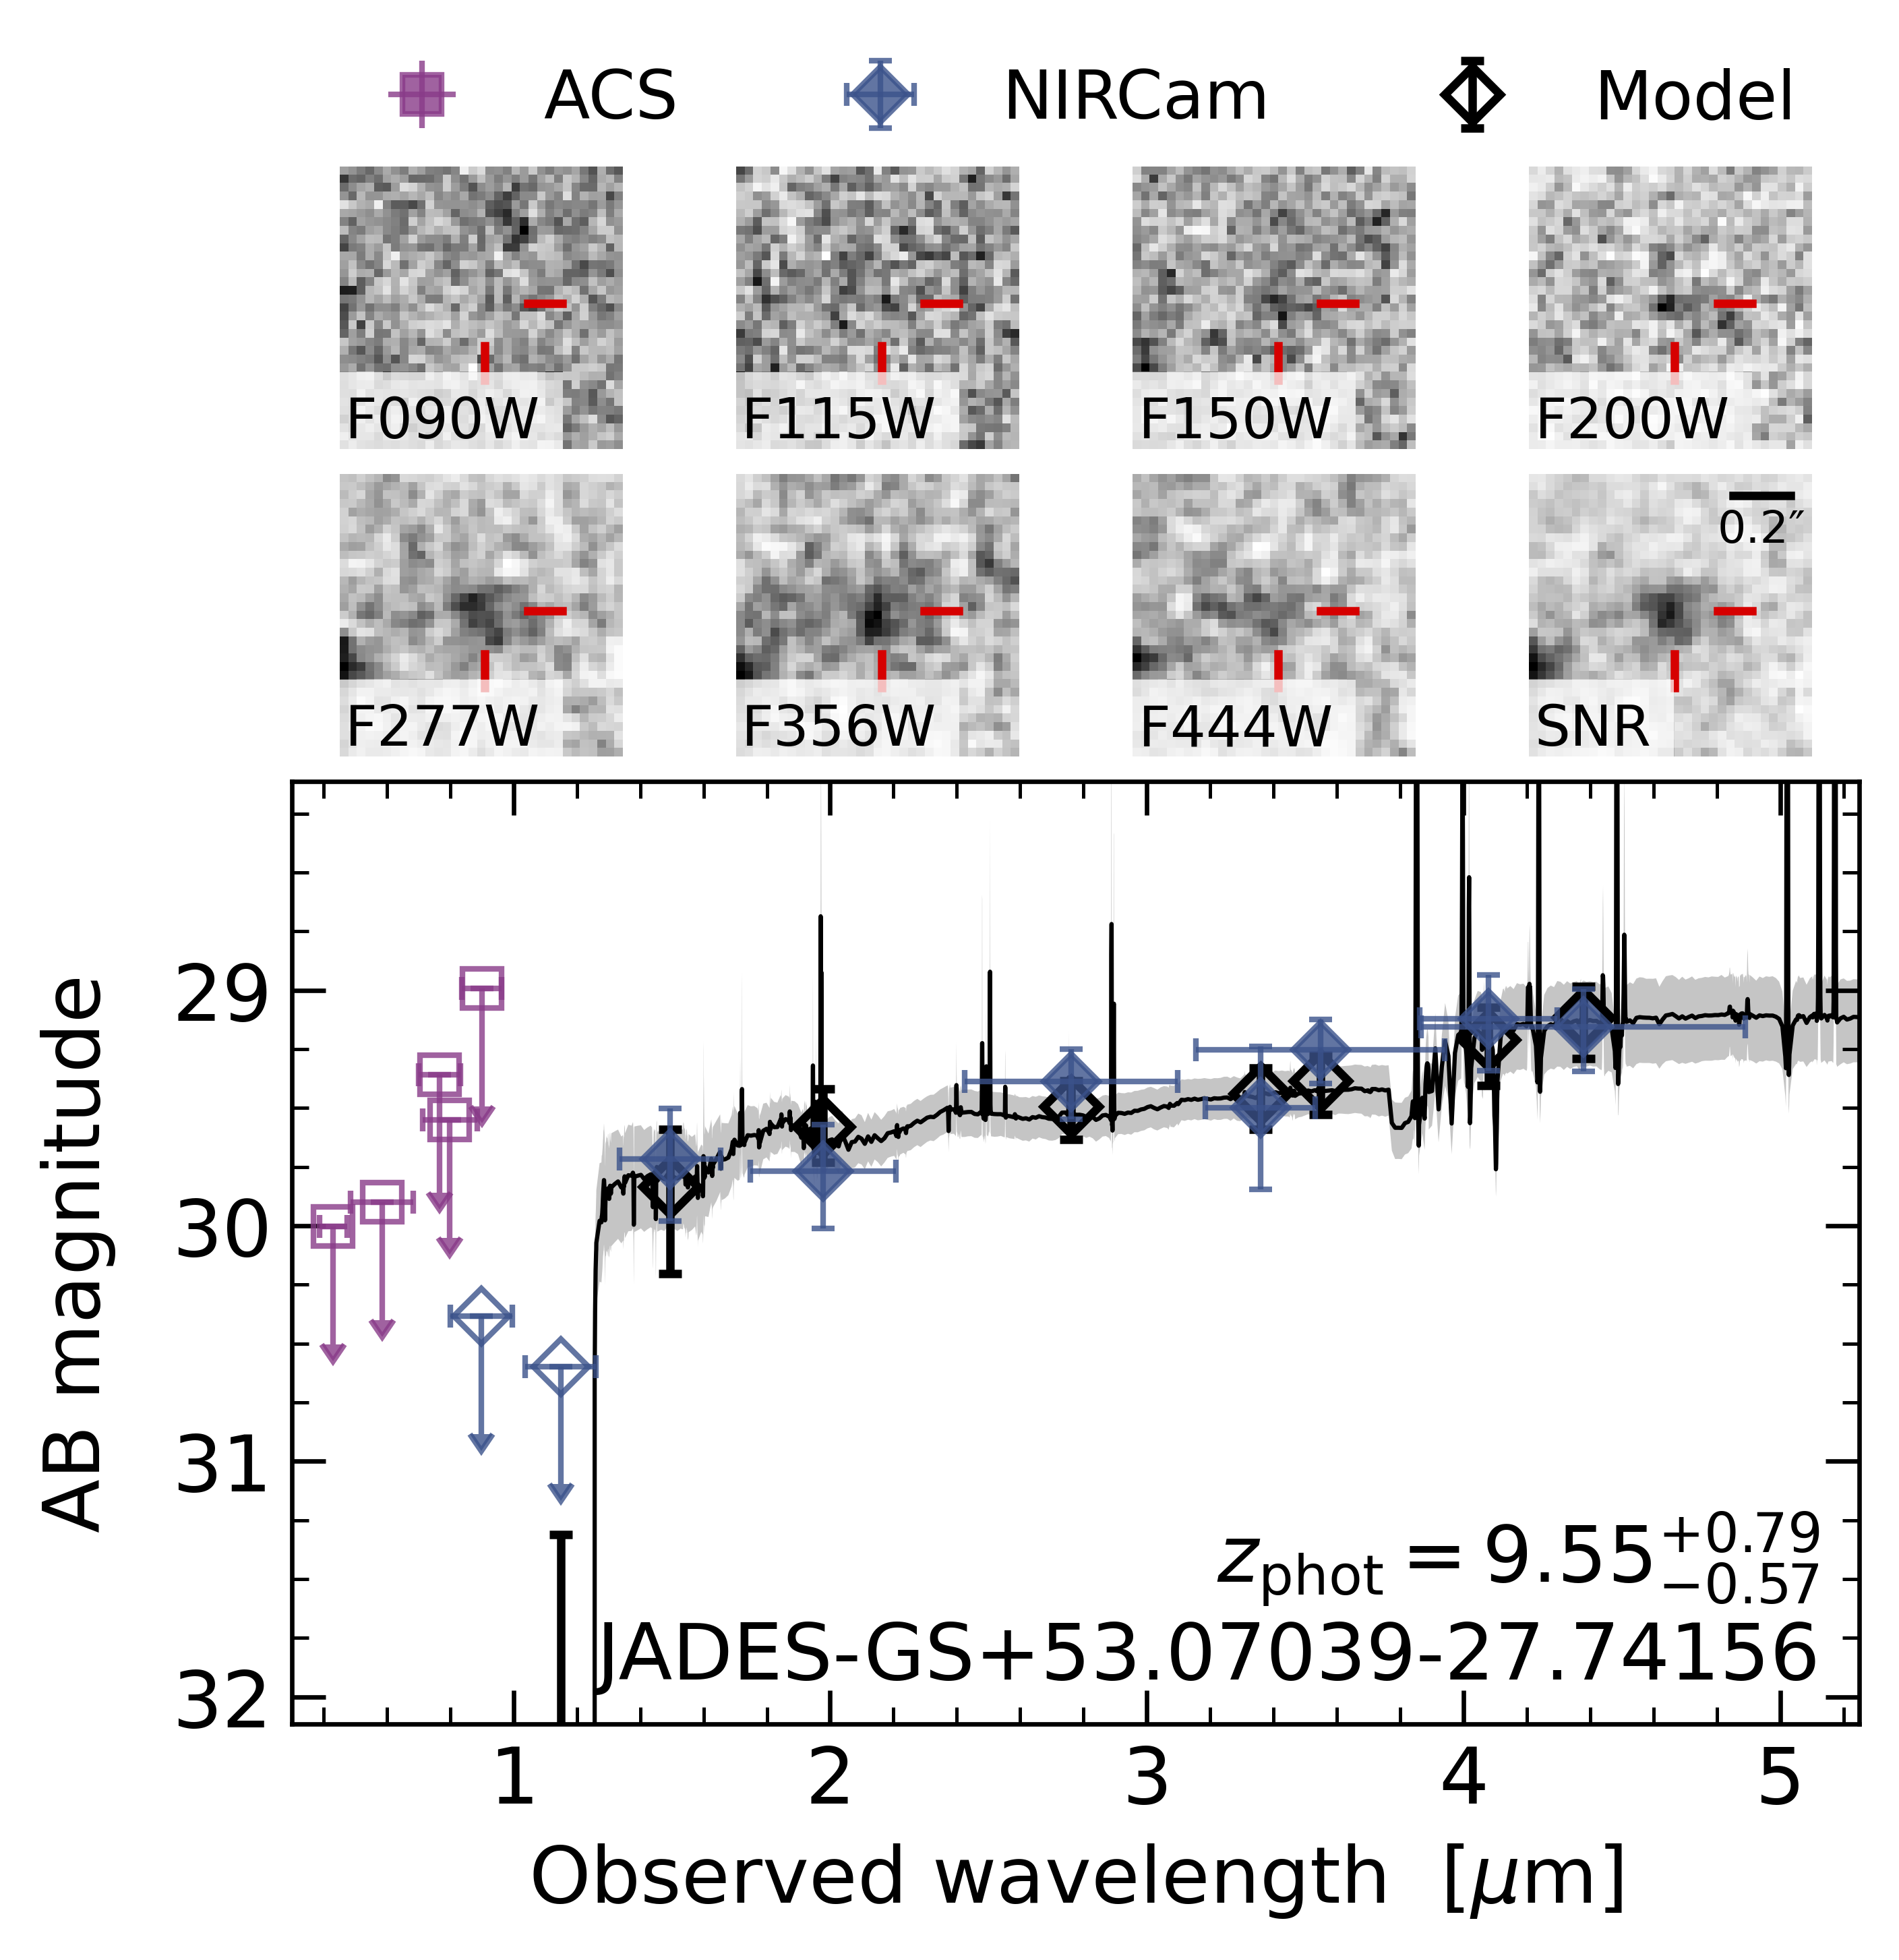 ACS NIRCam Model
F090W F115W F150W F200W
0.2″
F277W F356W F444W SNR
AB magnitude
29
30
31
32
z_phot = 9.55 +0.79 −0.57
JADES-GS+53.07039-27.74156
1 2 3 4 5
Observed wavelength [μm]